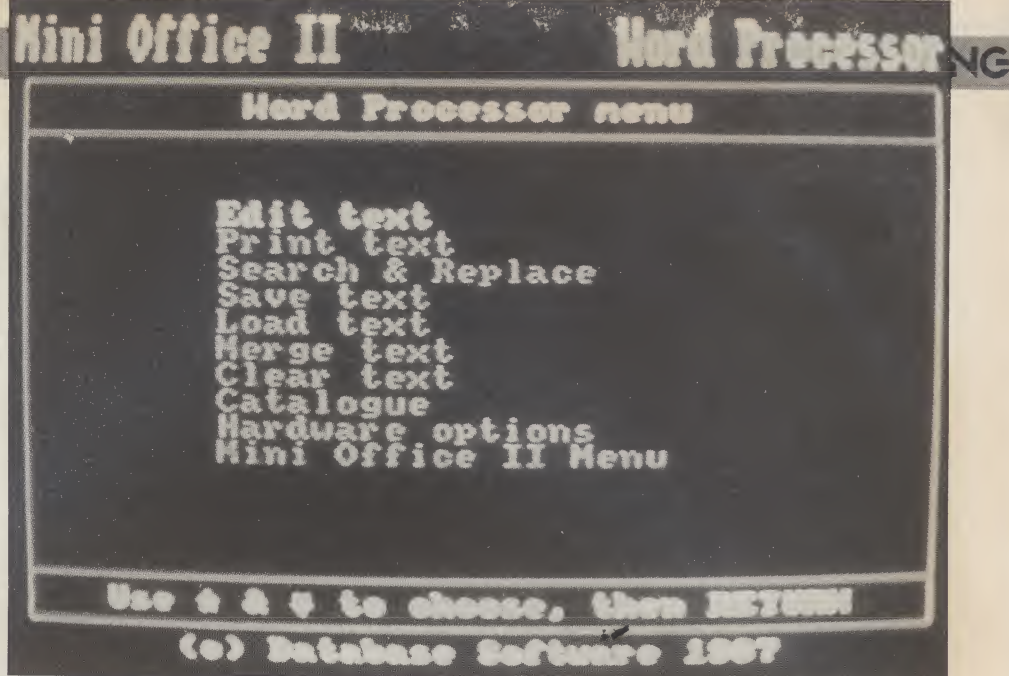 Mini Office II Word Processor
NG
Word Processor menu
Edit text
Print text
Search & Replace
Save text
Load text
Merge text
Clear text
Catalogue
Hardware options
Mini Office II Menu
Use ↑ & ↓ to choose, then RETURN
(c) Database Software 1987